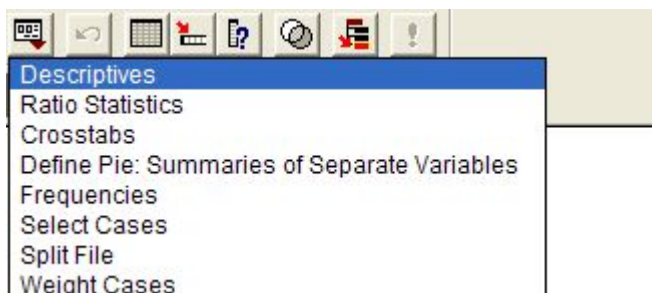 Descriptives
Ratio Statistics
Crosstabs
Define Pie: Summaries of Separate Variables
Frequencies
Select Cases
Split File
Weight Cases